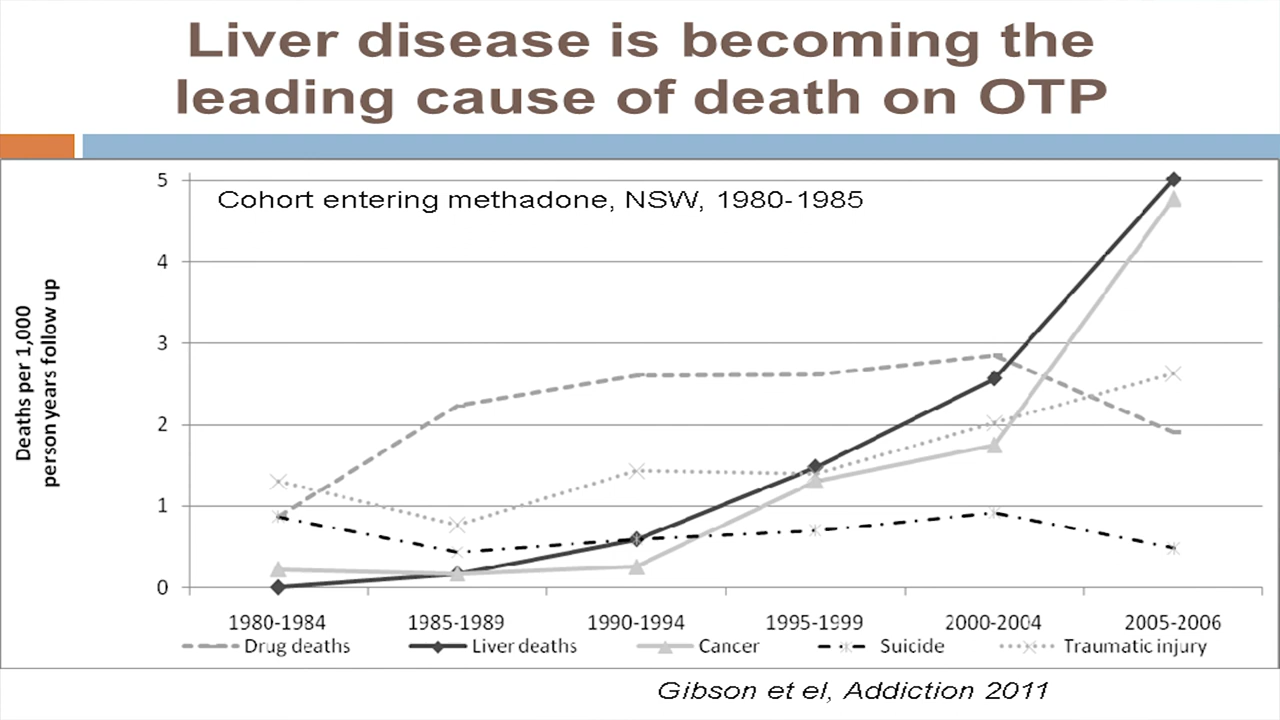 Liver disease is becoming the
leading cause of death on OTP
Cohort entering methadone, NSW, 1980-1985
Deaths per 1,000
person years follow up
5
4
3
2
1
0
1980-1984 1985-1989 1990-1994 1995-1999 2000-2004 2005-2006
Drug deaths Liver deaths Cancer Suicide Traumatic injury
Gibson et el, Addiction 2011